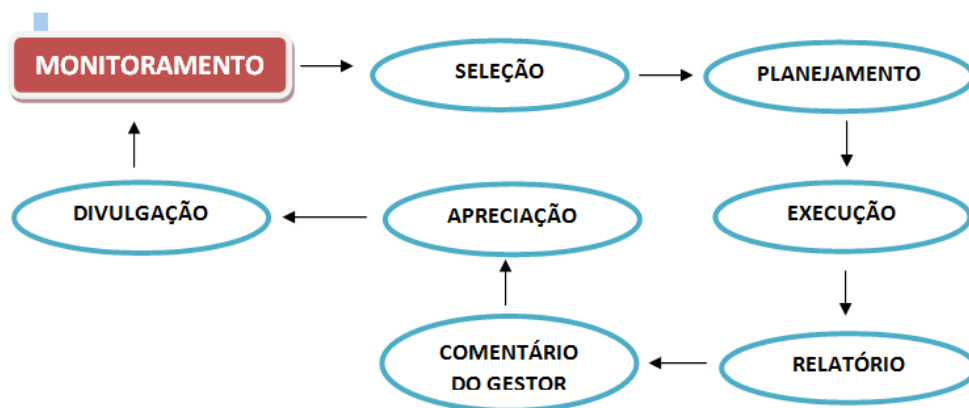 MONITORAMENTO
SELEÇÃO
PLANEJAMENTO
DIVULGAÇÃO
APRECIAÇÃO
EXECUÇÃO
COMENTÁRIO
DO GESTOR
RELATÓRIO